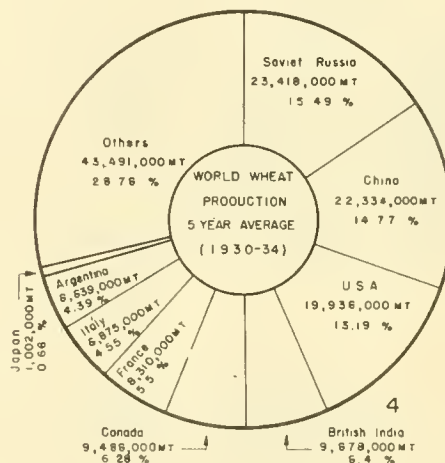 WORLD WHEAT
PRODUCTION
5 YEAR AVERAGE
(1930-34)
Soviet Russia
23,418,000 MT
15.49 %
China
22,334,000 MT
14.77 %
USA
19,936,000 MT
13.19 %
4
British India
9,678,000 MT
6.4 %
Canada
9,486,000 MT
6.28 %
France
8,310,000 MT
5.5 %
Italy
6,875,000 MT
4.55 %
Argentina
6,639,000 MT
4.39 %
Japan
1,002,000 MT
0.66 %
Others
43,491,000 MT
28.76 %